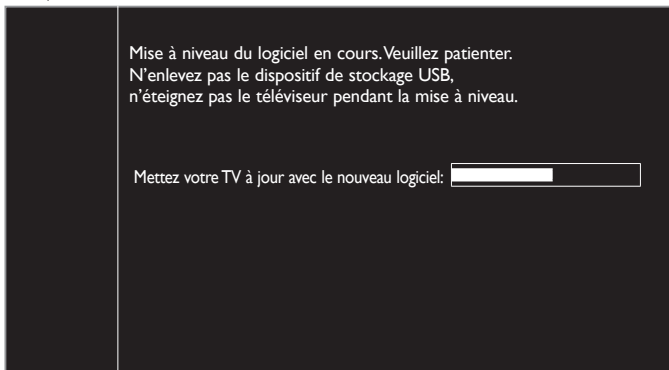 Mise à niveau du logiciel en cours. Veuillez patienter.
N’enlevez pas le dispositif de stockage USB,
n’éteignez pas le téléviseur pendant la mise à niveau.
Mettez votre TV à jour avec le nouveau logiciel: